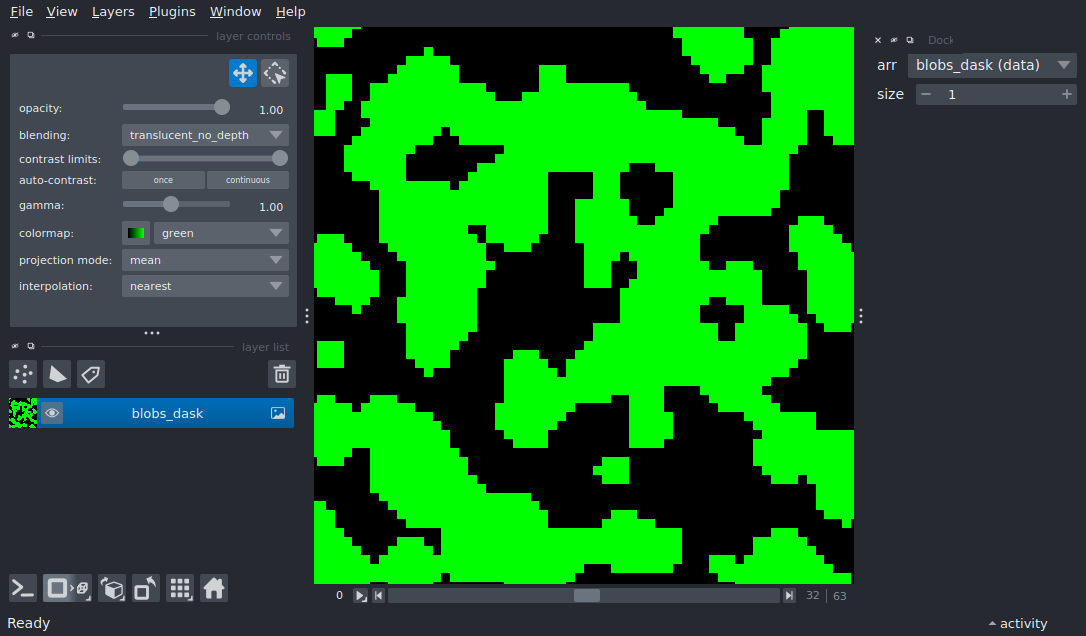 File View Layers Plugins Window Help
layer controls
opacity: 1.00
blending: translucent_no_depth
contrast limits:
auto-contrast: once continuous
gamma: 1.00
colormap: green
projection mode: mean
interpolation: nearest
layer list
blobs_dask
0 32 63
Ready
Dock
arr blobs_dask (data)
size 1
activity